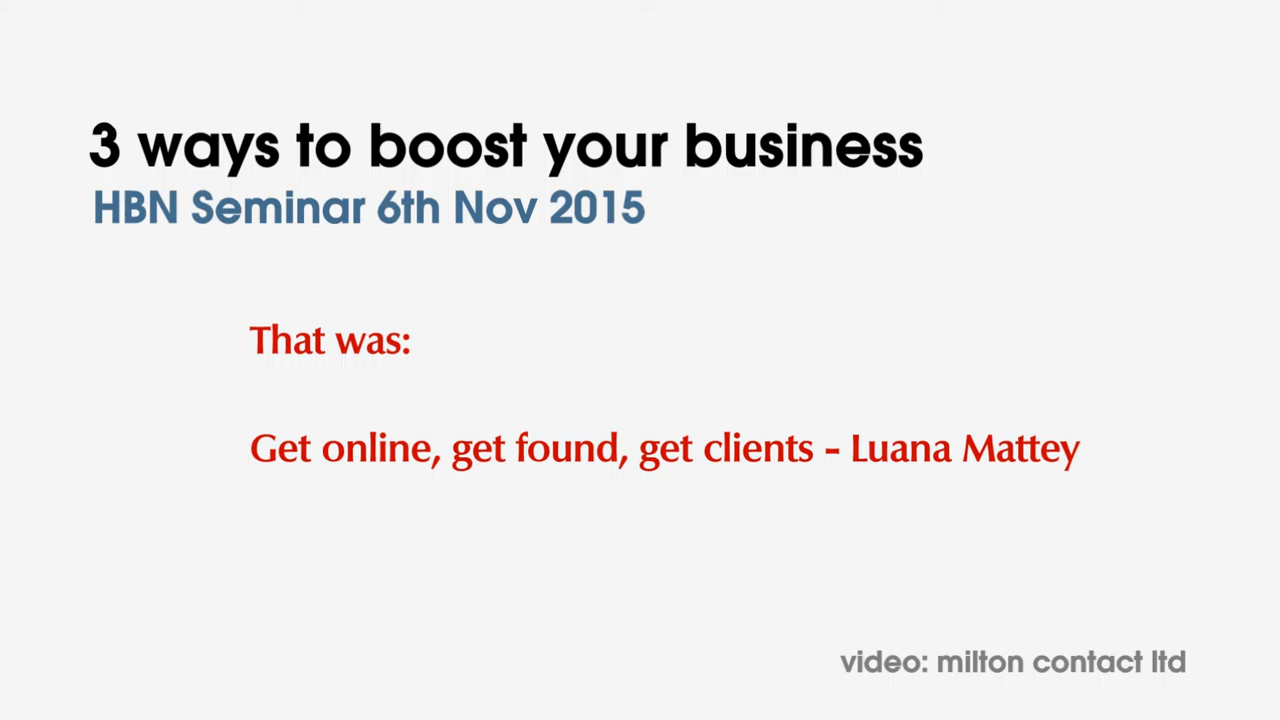 3 ways to boost your business
HBN Seminar 6th Nov 2015
That was:
Get online, get found, get clients - Luana Mattey
video: milton contact ltd